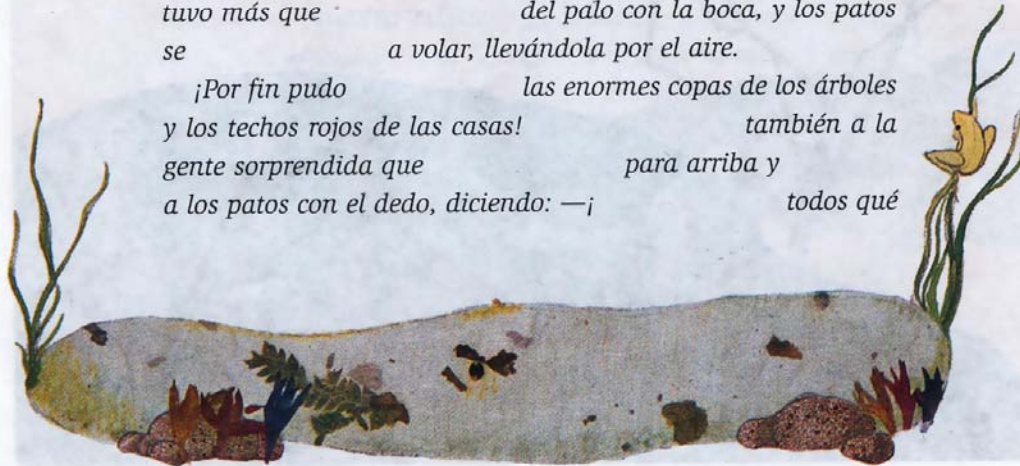 tuvo más que del palo con la boca, y los patos
se a volar, llevándola por el aire.
¡Por fin pudo las enormes copas de los árboles
y los techos rojos de las casas! también a la
gente sorprendida que para arriba y
a los patos con el dedo, diciendo: —¡ todos qué